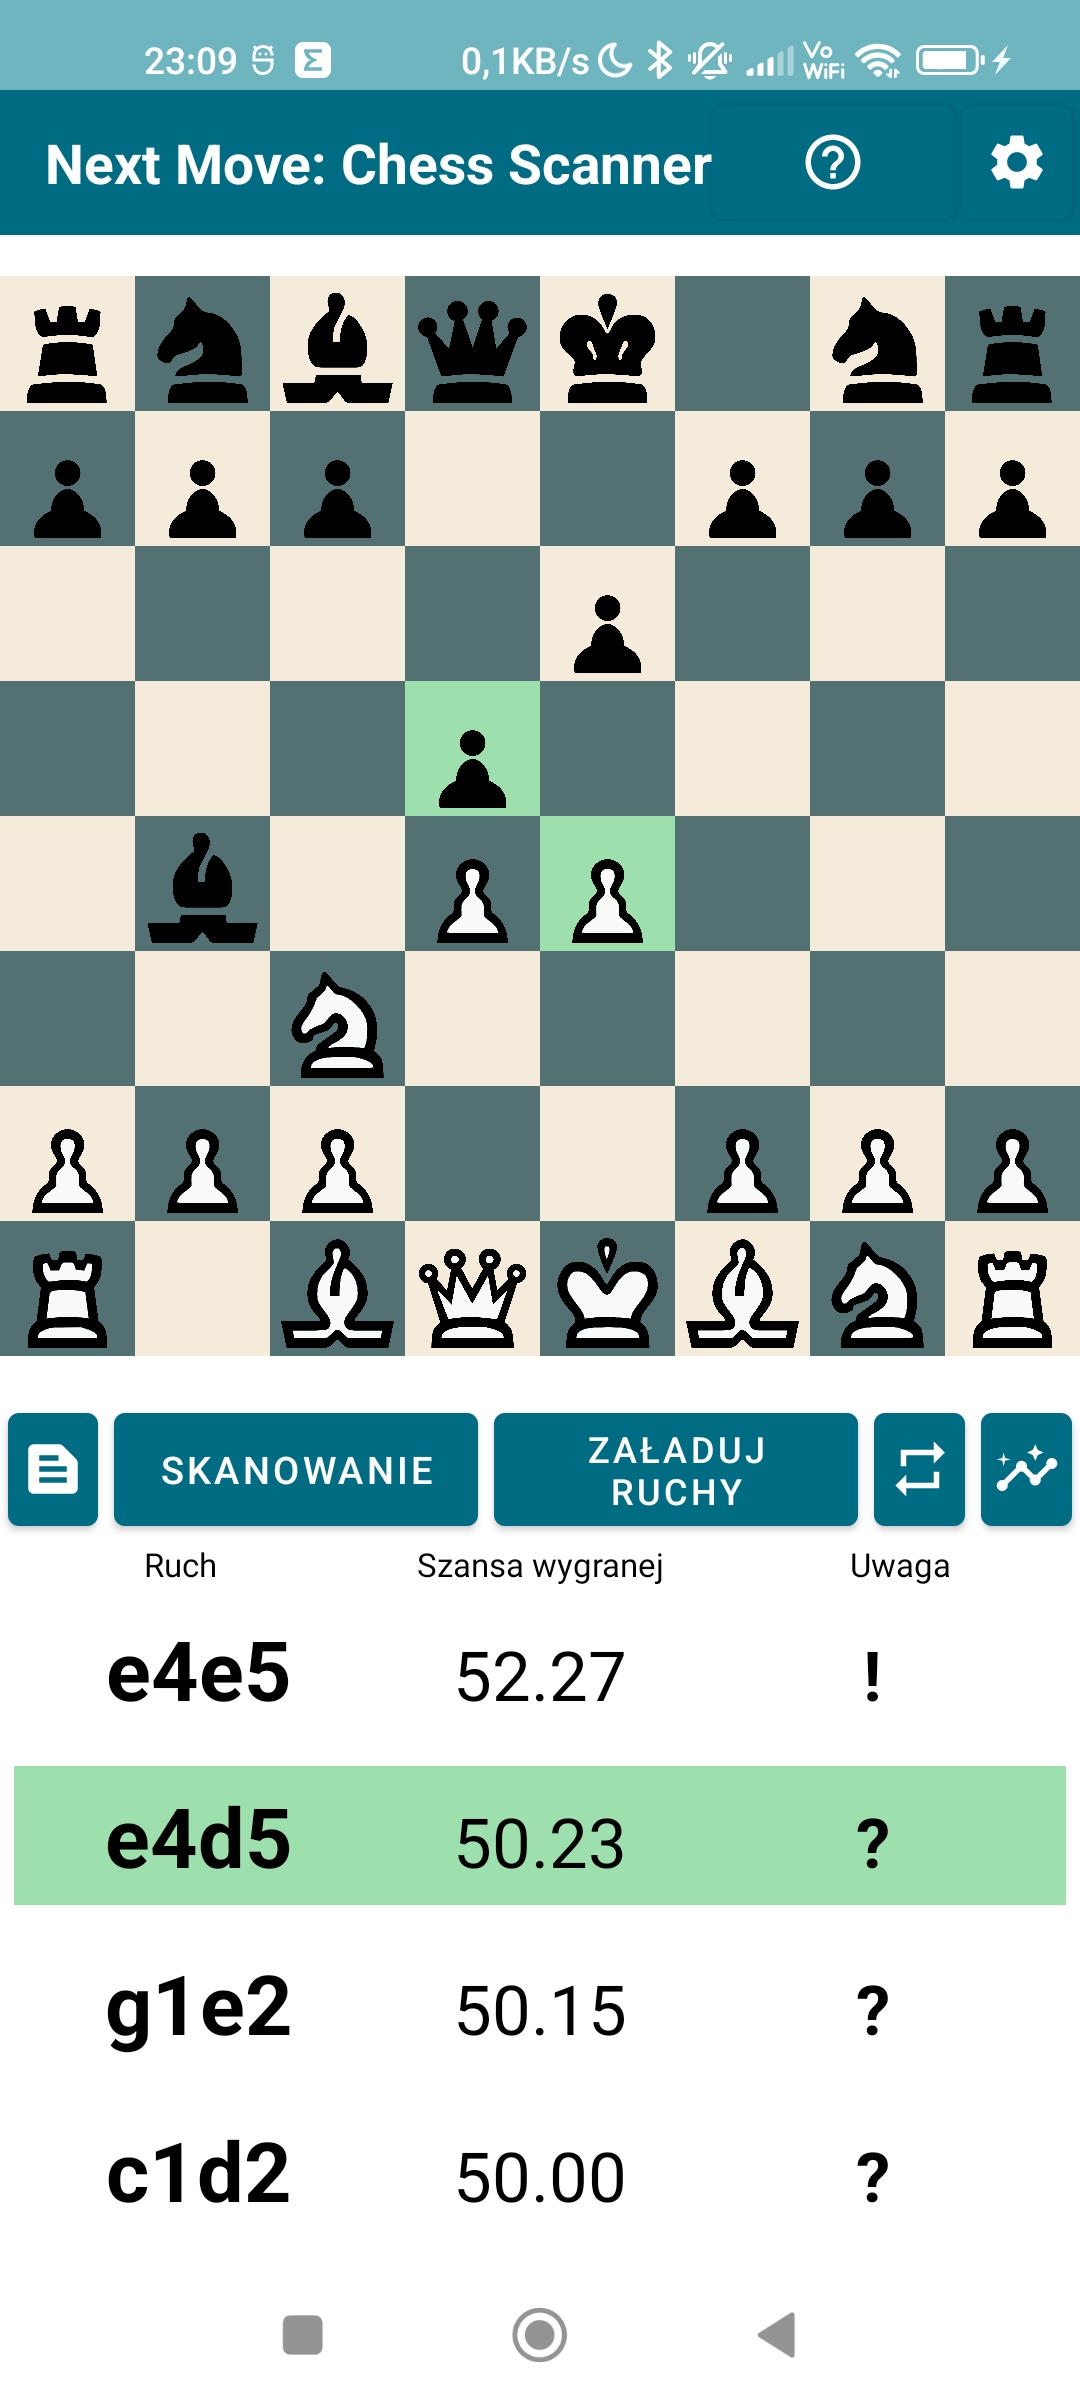 23:09 0,1KB/s Vo WiFi
Next Move: Chess Scanner
SKANOWANIE
ZAŁADUJ
RUCHY
Ruch Szansa wygranej Uwaga
e4e5 52.27 !
e4d5 50.23 ?
g1e2 50.15 ?
c1d2 50.00 ?